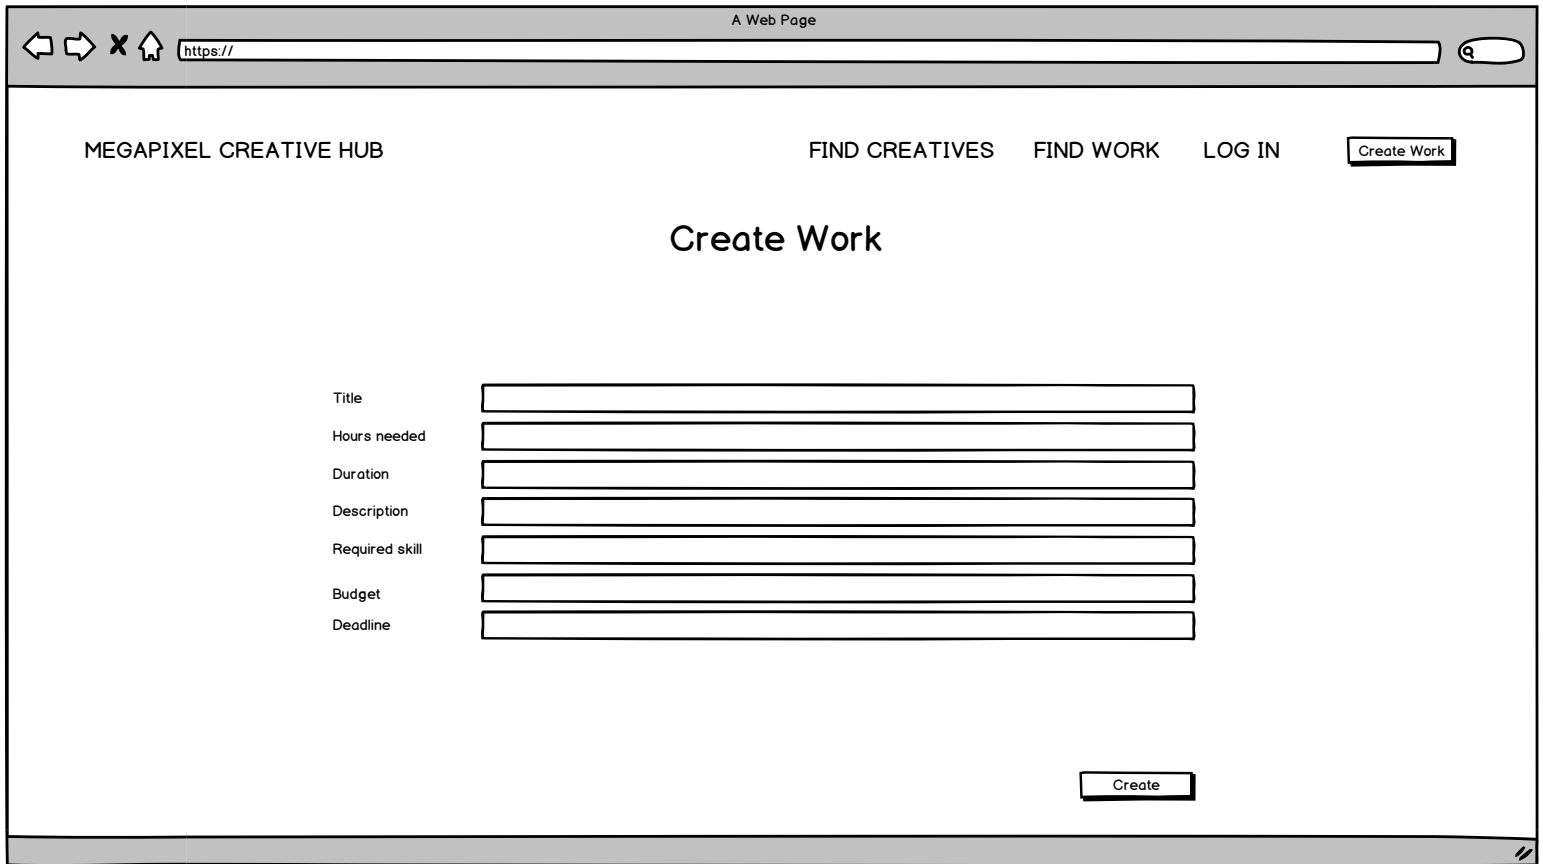 A Web Page
https://
MEGAPIXEL CREATIVE HUB FIND CREATIVES FIND WORK LOG IN Create Work
Create Work
Title
Hours needed
Duration
Description
Required skill
Budget
Deadline
Create